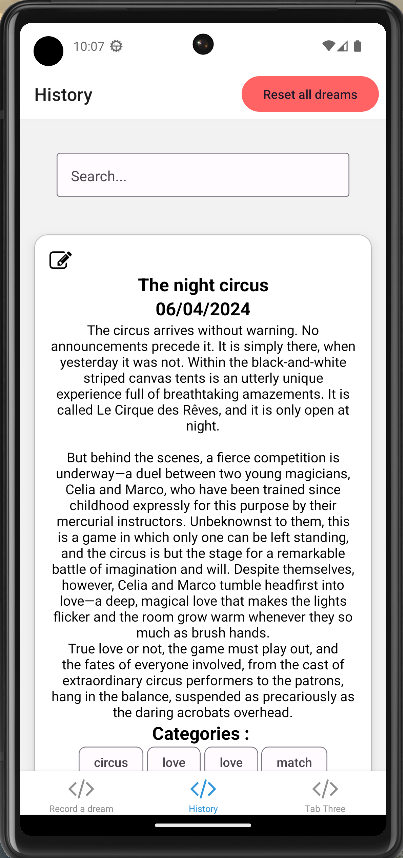 10:07
History
Reset all dreams
Search...
The night circus
06/04/2024
The circus arrives without warning. No
announcements precede it. It is simply there, when
yesterday it was not. Within the black-and-white
striped canvas tents is an utterly unique
experience full of breathtaking amazements. It is
called Le Cirque des Rêves, and it is only open at
night.
But behind the scenes, a fierce competition is
underway—a duel between two young magicians,
Celia and Marco, who have been trained since
childhood expressly for this purpose by their
mercurial instructors. Unbeknownst to them, this
is a game in which only one can be left standing,
and the circus is but the stage for a remarkable
battle of imagination and will. Despite themselves,
however, Celia and Marco tumble headfirst into
love—a deep, magical love that makes the lights
flicker and the room grow warm whenever they so
much as brush hands.
True love or not, the game must play out, and
the fates of everyone involved, from the cast of
extraordinary circus performers to the patrons,
hang in the balance, suspended as precariously as
the daring acrobats overhead.
Categories :
circus love love match
Record a dream History Tab Three